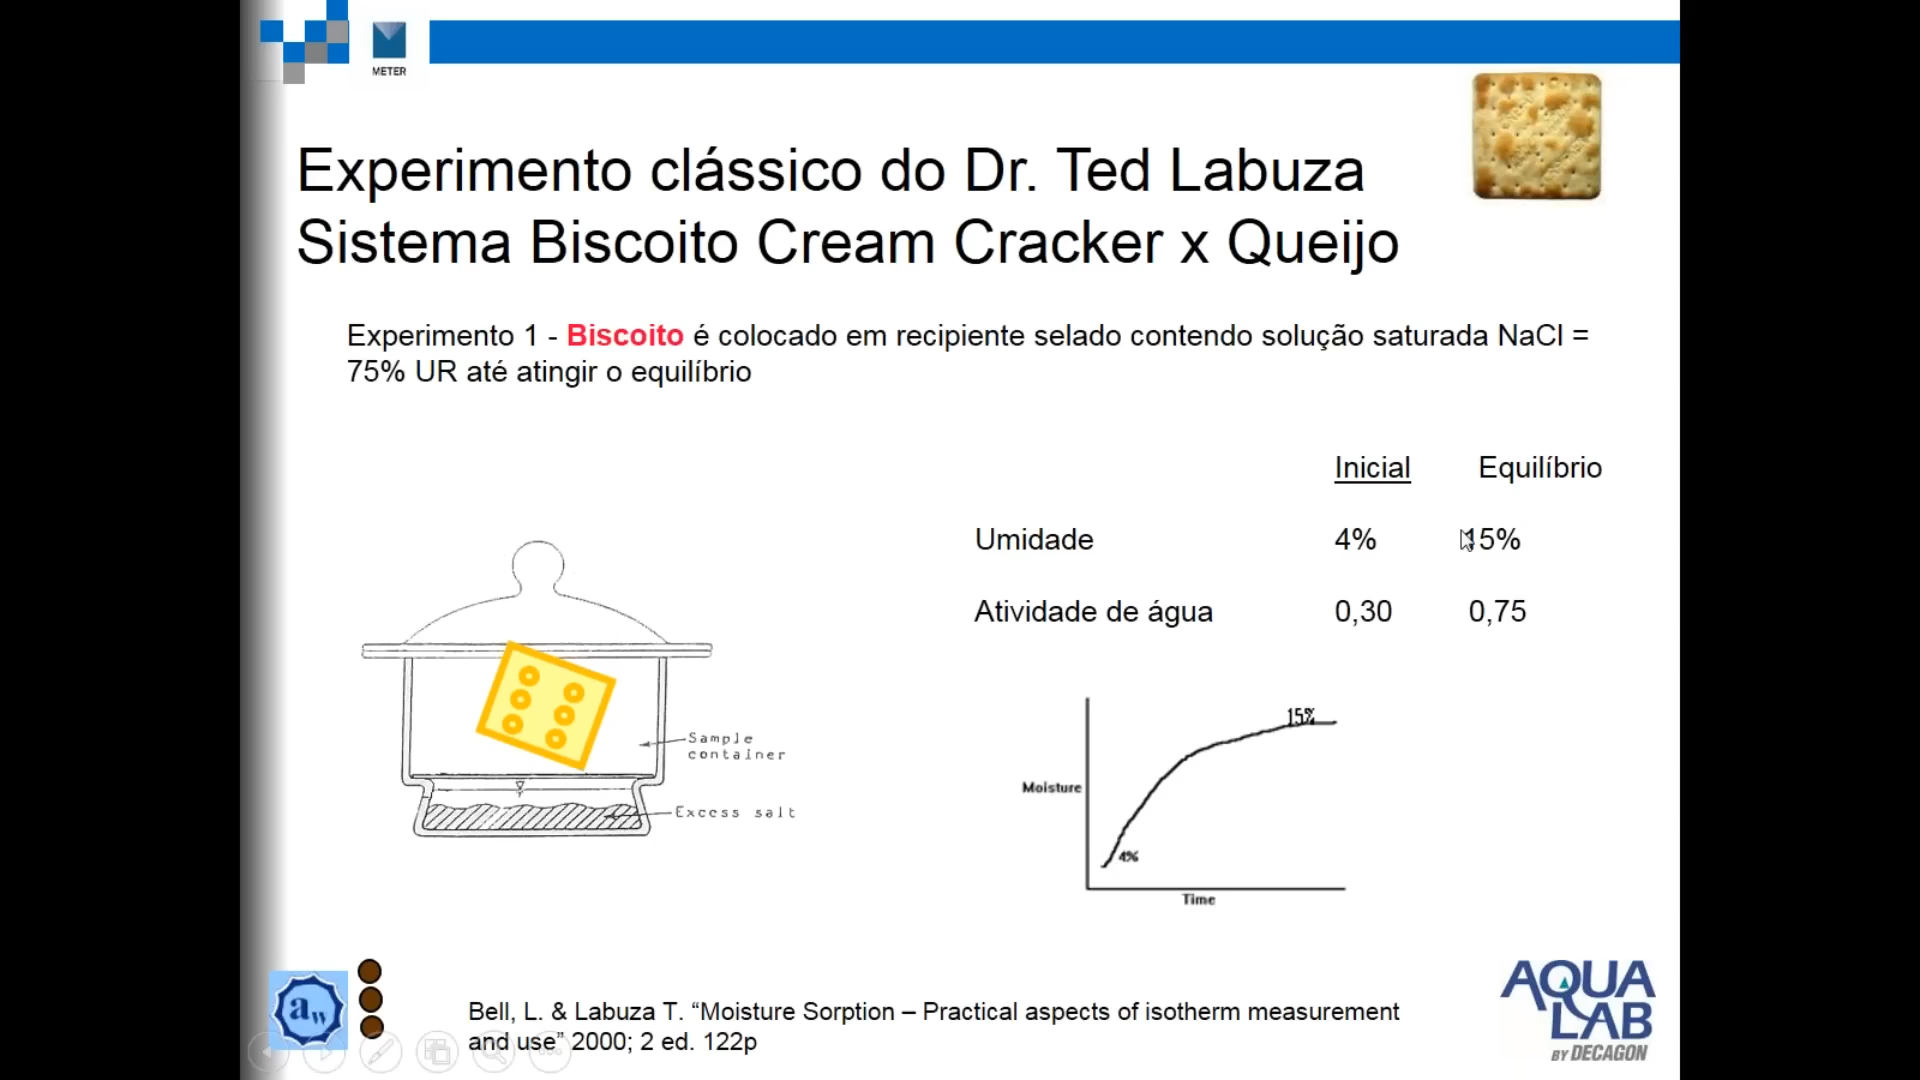 METER
Experimento clássico do Dr. Ted Labuza
Sistema Biscoito Cream Cracker x Queijo
Experimento 1 - Biscoito é colocado em recipiente selado contendo solução saturada NaCl =
75% UR até atingir o equilíbrio
Inicial Equilíbrio
Umidade 4% 15%
Atividade de água 0,30 0,75
Sample
container
Excess salt
15%
Moisture
4%
Time
aw
Bell, L. & Labuza T. “Moisture Sorption – Practical aspects of isotherm measurement
and use” 2000; 2 ed. 122p
AQUA
LAB
BY DECAGON